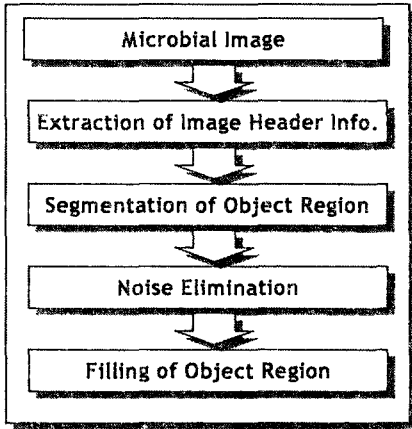 Microbial Image
Extraction of Image Header Info.
Segmentation of Object Region
Noise Elimination
Filling of Object Region